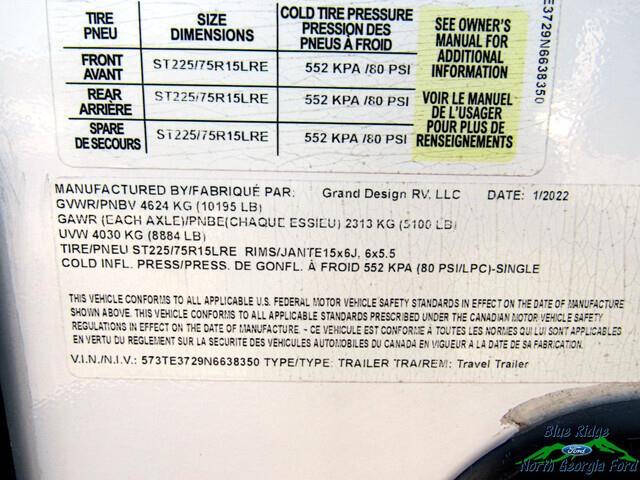 TIRE SIZE COLD TIRE PRESSURE
PNEU DIMENSIONS PRESSION DES PNEUS À FROID
FRONT AVANT ST225/75R15LRE 552 KPA /80 PSI
REAR ARRIÈRE ST225/75R15LRE 552 KPA /80 PSI
SPARE DE SECOURS ST225/75R15LRE 552 KPA /80 PSI
SEE OWNER'S
MANUAL FOR
ADDITIONAL
INFORMATION
VOIR LE MANUEL
DE L'USAGER
POUR PLUS DE
RENSEIGNEMENTS
E3729N6638350
MANUFACTURED BY/FABRIQUÉ PAR: Grand Design RV, LLC DATE: 1/2022
GVWR/PNBV 4624 KG (10195 LB)
GAWR (EACH AXLE)/PNBE(CHAQUE ESSIEU) 2313 KG (5100 LB)
UVW 4030 KG (8884 LB)
TIRE/PNEU ST225/75R15LRE RIMS/JANTE15x6J, 6x5.5
COLD INFL. PRESS/PRESS. DE GONFL. À FROID 552 KPA (80 PSI/LPC)-SINGLE
THIS VEHICLE CONFORMS TO ALL APPLICABLE U.S. FEDERAL MOTOR VEHICLE SAFETY STANDARDS IN EFFECT ON THE DATE OF MANUFACTURE
SHOWN ABOVE. THIS VEHICLE CONFORMS TO ALL APPLICABLE STANDARDS PRESCRIBED UNDER THE CANADIAN MOTOR VEHICLE SAFETY
REGULATIONS IN EFFECT ON THE DATE OF MANUFACTURE. - CE VÉHICULE EST CONFORME À TOUTES LES NORMES QUI LUI SONT APPLICABLES
EN VERTU DU RÈGLEMENT SUR LA SECURITE DES VÉHICULES AUTOMOBILES DU CANADA EN VIGUEUR A LA DATE DE SA FABRICATION.
V.I.N./N.I.V.: 573TE3729N6638350 TYPE/TYPE: TRAILER TRA/REM: Travel Trailer
Blue Ridge
Ford
North Georgia Ford